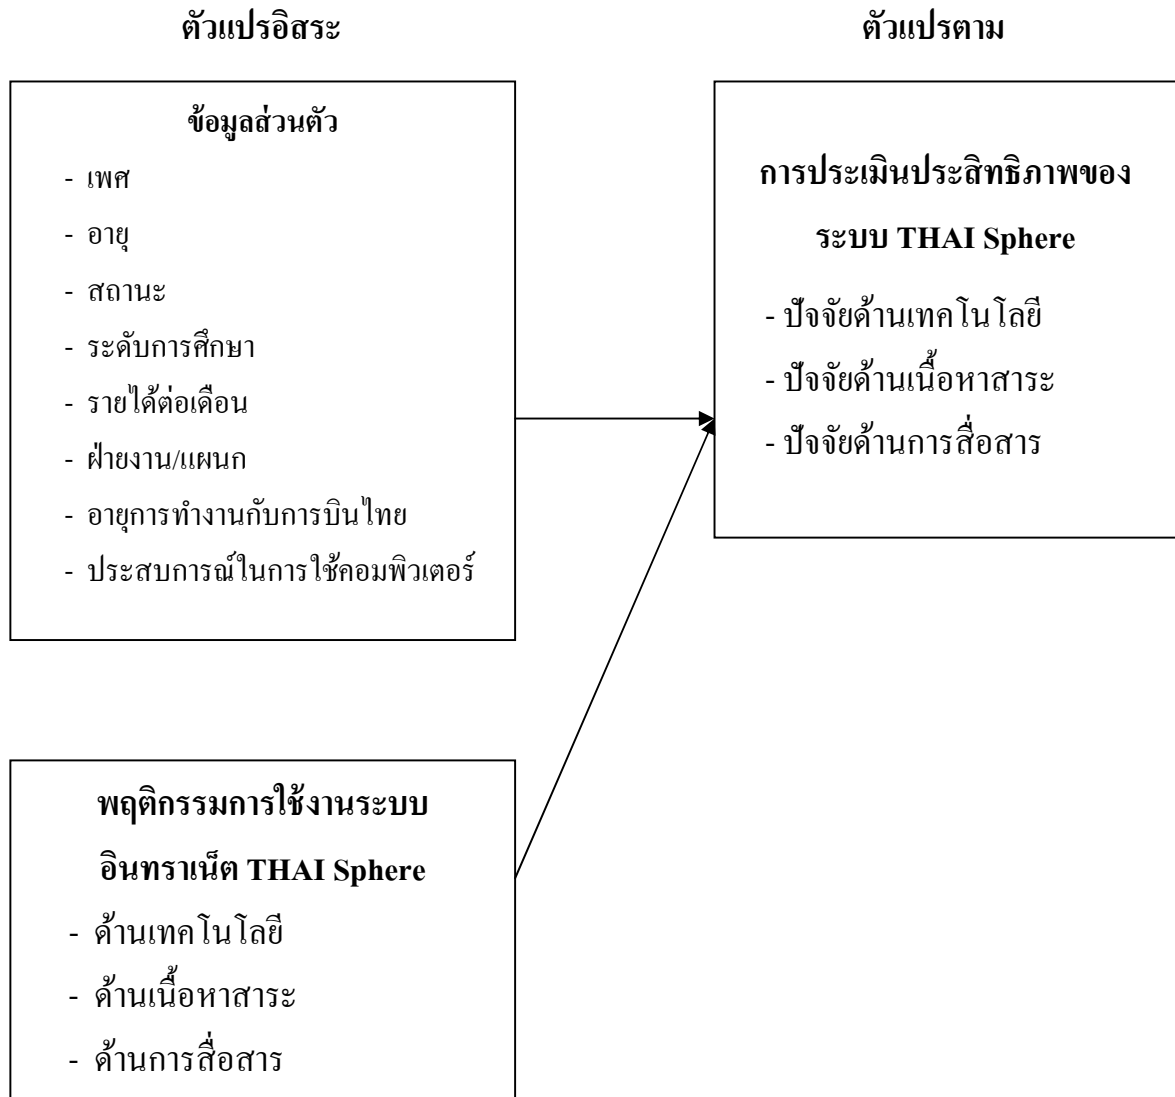 ตัวแปรอิสระ
ตัวแปรตาม
ข้อมูลส่วนตัว
- เพศ
- อายุ
- สถานะ
- ระดับการศึกษา
- รายได้ต่อเดือน
- ฝ่ายงาน/แผนก
- อายุการทำงานกับการบินไทย
- ประสบการณ์ในการใช้คอมพิวเตอร์
การประเมินประสิทธิภาพของ
ระบบ THAI Sphere
- ปัจจัยด้านเทคโนโลยี
- ปัจจัยด้านเนื้อหาสาระ
- ปัจจัยด้านการสื่อสาร
พฤติกรรมการใช้งานระบบ
อินทราเน็ต THAI Sphere
- ด้านเทคโนโลยี
- ด้านเนื้อหาสาระ
- ด้านการสื่อสาร